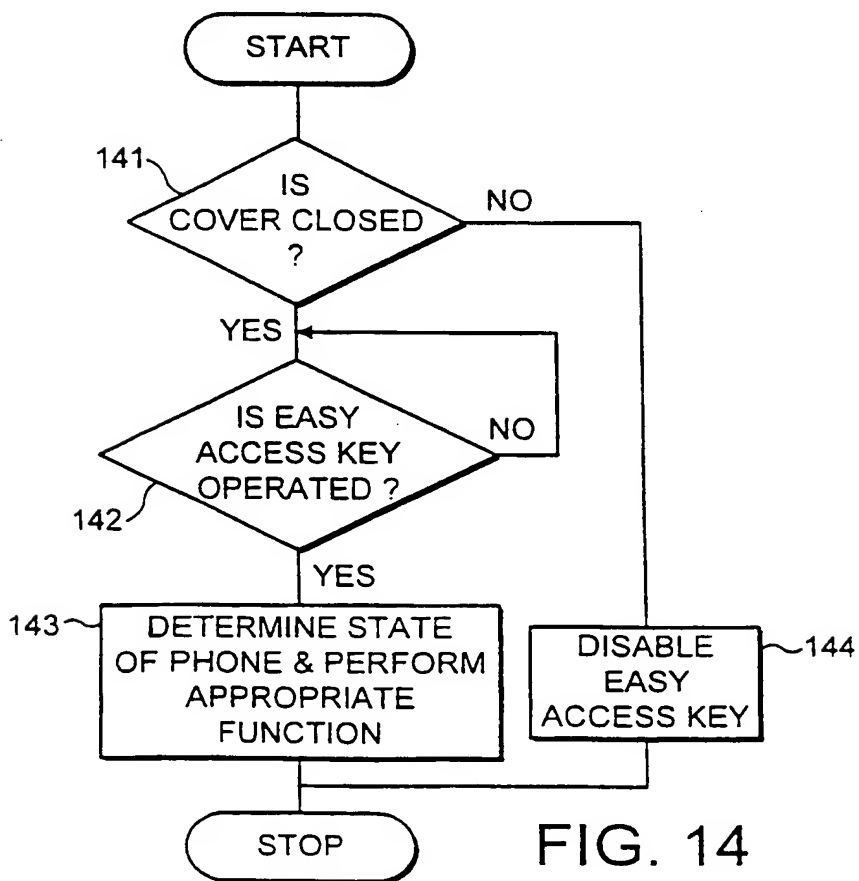 START
141
IS
COVER CLOSED
?
NO
YES
IS EASY
ACCESS KEY
OPERATED ?
NO
142
YES
143
DETERMINE STATE
OF PHONE & PERFORM
APPROPRIATE
FUNCTION
DISABLE
EASY
ACCESS KEY
144
STOP
FIG. 14